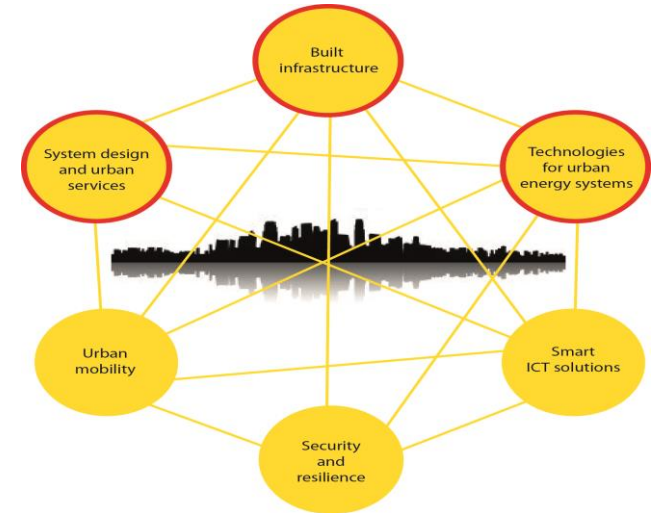 Built
infrastructure
System design
and urban
services
Technologies
for urban
energy systems
Urban
mobility
Smart
ICT solutions
Security
and
resilience